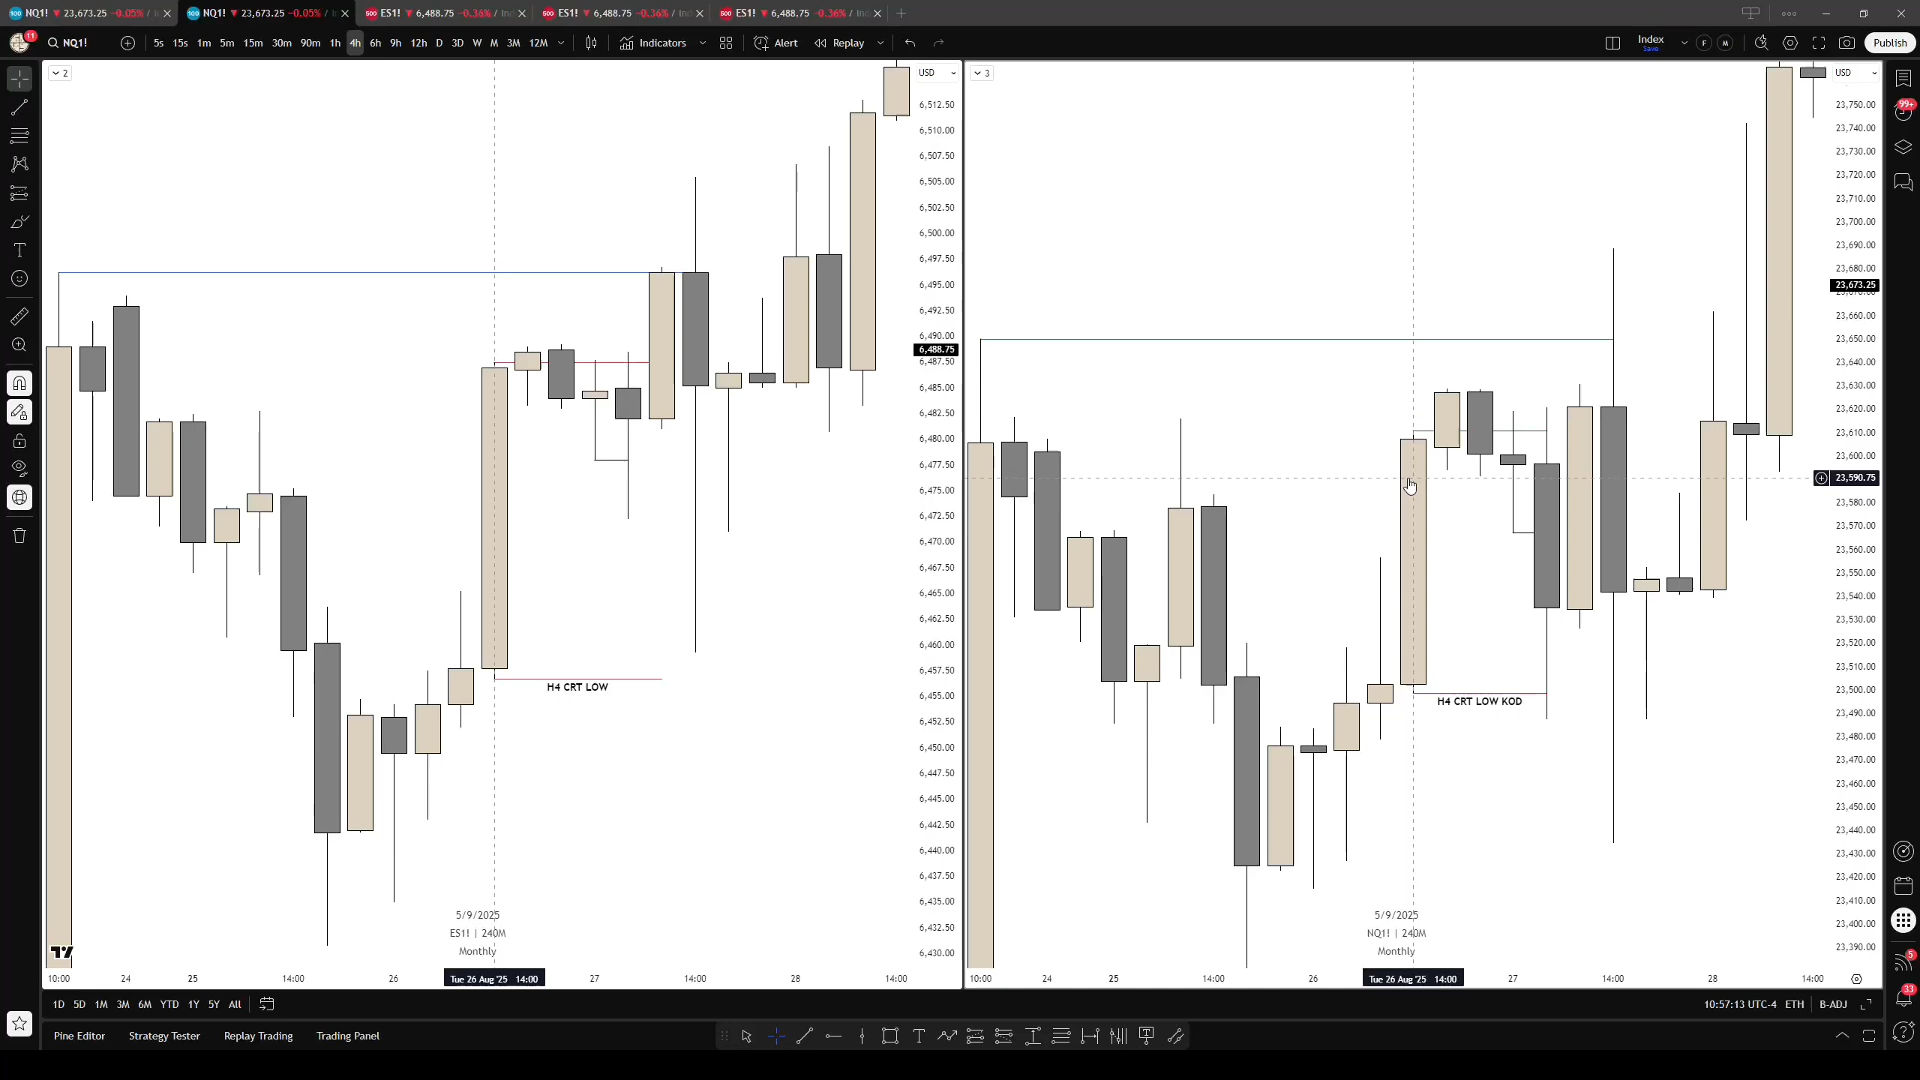 NQ1! ▼ 23,673.25 -0.05% / In
NQ1! ▼ 23,673.25 -0.05% / In
ES1! ▼ 6,488.75 -0.36% / Ind
ES1! ▼ 6,488.75 -0.36% / Ind
ES1! ▼ 6,488.75 -0.36% / Ind
11
NQ1!
5s 15s 1m 5m 15m 30m 90m 1h 4h 6h 9h 12h D 3D W M 3M 12M
Indicators
Alert
Replay
Index
Save
F
M
Publish
2
USD
6,512.50
6,510.00
6,507.50
6,505.00
6,502.50
6,500.00
6,497.50
6,495.00
6,492.50
6,490.00
6,488.75
6,487.50
6,485.00
6,482.50
6,480.00
6,477.50
6,475.00
6,472.50
6,470.00
6,467.50
6,465.00
6,462.50
6,460.00
6,457.50
6,455.00
6,452.50
6,450.00
6,447.50
6,445.00
6,442.50
6,440.00
6,437.50
6,435.00
6,432.50
6,430.00
H4 CRT LOW
5/9/2025
ES1! | 240M
Monthly
10:00 24 25 14:00 26 Tue 26 Aug '25 14:00 27 14:00 28 14:00
3
USD
23,750.00
23,740.00
23,730.00
23,720.00
23,710.00
23,700.00
23,690.00
23,680.00
23,673.25
23,670.00
23,660.00
23,650.00
23,640.00
23,630.00
23,620.00
23,610.00
23,600.00
23,590.75
23,580.00
23,570.00
23,560.00
23,550.00
23,540.00
23,530.00
23,520.00
23,510.00
23,500.00
23,490.00
23,480.00
23,470.00
23,460.00
23,450.00
23,440.00
23,430.00
23,420.00
23,410.00
23,400.00
23,390.00
H4 CRT LOW KOD
5/9/2025
NQ1! | 240M
Monthly
10:00 24 25 14:00 26 Tue 26 Aug '25 14:00 27 14:00 28 14:00
99+
5
33
1D 5D 1M 3M 6M YTD 1Y 5Y All
10:57:13 UTC-4 ETH B-ADJ
Pine Editor Strategy Tester Replay Trading Trading Panel